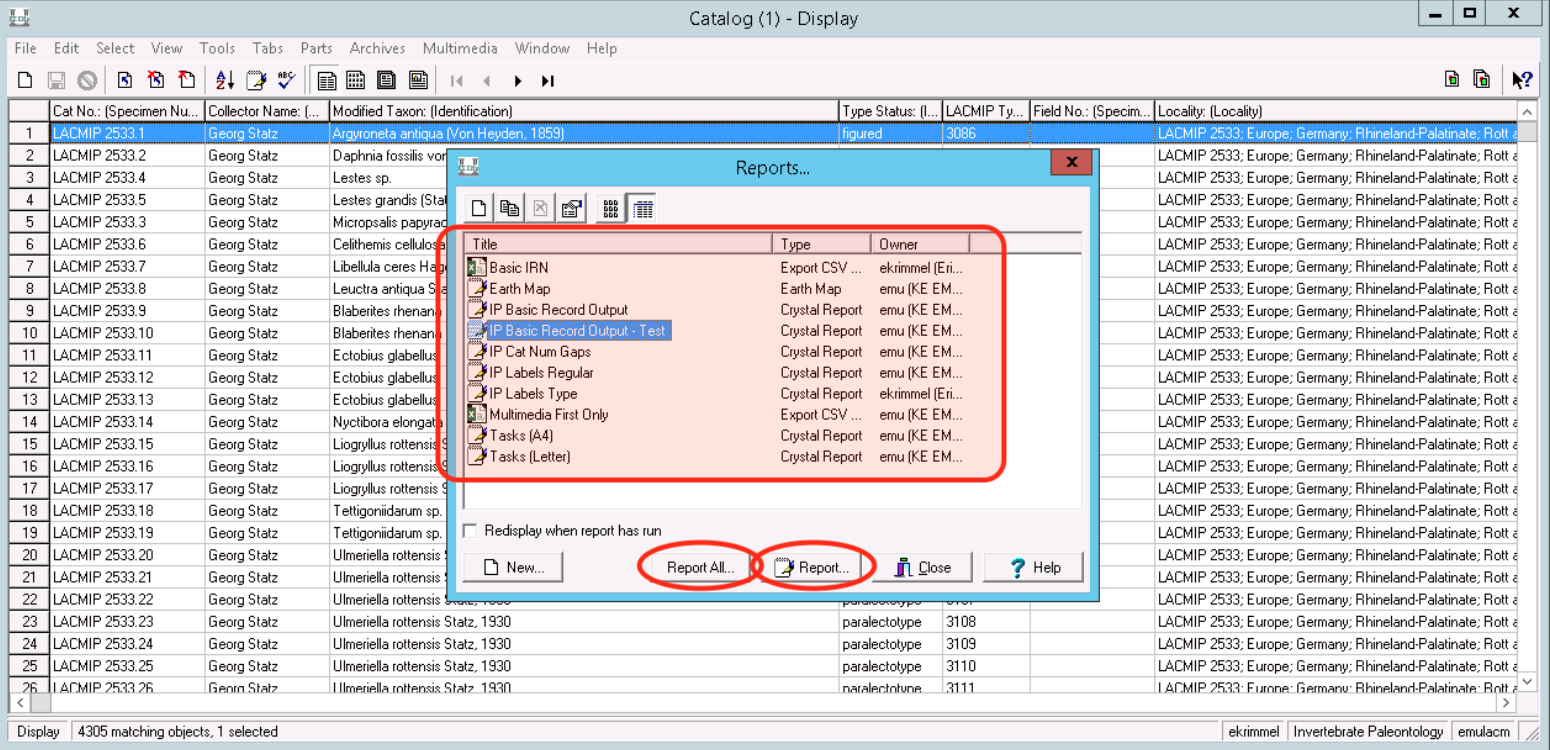 Catalog (1) - Display
File Edit Select View Tools Tabs Parts Archives Multimedia Window Help
Cat No.: (Specimen Nu... Collector Name: (... Modified Taxon: (Identification) Type Status: (I... LACMIP Ty... Field No.: (Specim... Locality: (Locality)
1 LACMIP 2533.1 Georg Statz Argyroneta antiqua (Von Heyden, 1859) figured 3086 LACMIP 2533; Europe; Germany; Rhineland-Palatinate; Rott
2 LACMIP 2533.2 Georg Statz Daphnia fossilis LACMIP 2533; Europe; Germany; Rhineland-Palatinate; Rott
3 LACMIP 2533.4 Georg Statz Lestes sp. LACMIP 2533; Europe; Germany; Rhineland-Palatinate; Rott
4 LACMIP 2533.5 Georg Statz Lestes grandis LACMIP 2533; Europe; Germany; Rhineland-Palatinate; Rott
5 LACMIP 2533.3 Georg Statz Micropsalis LACMIP 2533; Europe; Germany; Rhineland-Palatinate; Rott
6 LACMIP 2533.6 Georg Statz Celithemis LACMIP 2533; Europe; Germany; Rhineland-Palatinate; Rott
7 LACMIP 2533.7 Georg Statz Libellula ceres LACMIP 2533; Europe; Germany; Rhineland-Palatinate; Rott
8 LACMIP 2533.8 Georg Statz Leuctra antiqua LACMIP 2533; Europe; Germany; Rhineland-Palatinate; Rott
9 LACMIP 2533.9 Georg Statz Blaberites LACMIP 2533; Europe; Germany; Rhineland-Palatinate; Rott
10 LACMIP 2533.10 Georg Statz Blaberites LACMIP 2533; Europe; Germany; Rhineland-Palatinate; Rott
11 LACMIP 2533.11 Georg Statz Ectobius glabellus LACMIP 2533; Europe; Germany; Rhineland-Palatinate; Rott
12 LACMIP 2533.12 Georg Statz Ectobius glabellus LACMIP 2533; Europe; Germany; Rhineland-Palatinate; Rott
13 LACMIP 2533.13 Georg Statz Ectobius glabellus LACMIP 2533; Europe; Germany; Rhineland-Palatinate; Rott
14 LACMIP 2533.14 Georg Statz Nyctibora LACMIP 2533; Europe; Germany; Rhineland-Palatinate; Rott
15 LACMIP 2533.15 Georg Statz Liogryllus rottensis LACMIP 2533; Europe; Germany; Rhineland-Palatinate; Rott
16 LACMIP 2533.16 Georg Statz Liogryllus rottensis LACMIP 2533; Europe; Germany; Rhineland-Palatinate; Rott
17 LACMIP 2533.17 Georg Statz Liogryllus rottensis LACMIP 2533; Europe; Germany; Rhineland-Palatinate; Rott
18 LACMIP 2533.18 Georg Statz Tettigoniidarum sp. LACMIP 2533; Europe; Germany; Rhineland-Palatinate; Rott
19 LACMIP 2533.19 Georg Statz Tettigoniidarum sp. LACMIP 2533; Europe; Germany; Rhineland-Palatinate; Rott
20 LACMIP 2533.20 Georg Statz Ulmeriella rottensis LACMIP 2533; Europe; Germany; Rhineland-Palatinate; Rott
21 LACMIP 2533.21 Georg Statz Ulmeriella rottensis LACMIP 2533; Europe; Germany; Rhineland-Palatinate; Rott
22 LACMIP 2533.22 Georg Statz Ulmeriella rottensis LACMIP 2533; Europe; Germany; Rhineland-Palatinate; Rott
23 LACMIP 2533.23 Georg Statz Ulmeriella rottensis Statz, 1930 paralectotype 3108 LACMIP 2533; Europe; Germany; Rhineland-Palatinate; Rott
24 LACMIP 2533.24 Georg Statz Ulmeriella rottensis Statz, 1930 paralectotype 3109 LACMIP 2533; Europe; Germany; Rhineland-Palatinate; Rott
25 LACMIP 2533.25 Georg Statz Ulmeriella rottensis Statz, 1930 paralectotype 3110 LACMIP 2533; Europe; Germany; Rhineland-Palatinate; Rott
26 LACMIP 2533.26 Georg Statz Ulmeriella rottensis Statz, 1930 paralectotype 3111 LACMIP 2533; Europe; Germany; Rhineland-Palatinate; Rott
Reports...
Title Type Owner
Basic IRN Export CSV ... ekrimmel (Eri...
Earth Map Earth Map emu (KE EM...
IP Basic Record Output Crystal Report emu (KE EM...
IP Basic Record Output - Test Crystal Report emu (KE EM...
IP Cat Num Gaps Crystal Report emu (KE EM...
IP Labels Regular Crystal Report emu (KE EM...
IP Labels Type Crystal Report ekrimmel (Eri...
Multimedia First Only Export CSV ... emu (KE EM...
Tasks (A4) Crystal Report emu (KE EM...
Tasks (Letter) Crystal Report emu (KE EM...
Redisplay when report has run
New... Report All... Report... Close Help
Display 4305 matching objects, 1 selected ekrimmel Invertebrate Paleontology emulacm